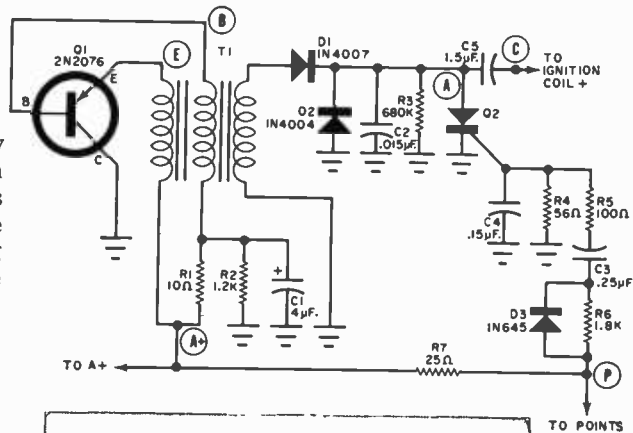 Q1
2N2076
B
E
C
B
E
T1
D1
1N4007
D2
1N4004
C2
.015µF.
R3
680K
A
C5
1.5µF.
C
TO
IGNITION
COIL +
Q2
C4
.15µF.
R4
56Ω
R5
100Ω
C3
.25µF
R1
10Ω
R2
1.2K
+
C1
4µF.
D3
1N645
R6
1.8K
A+
TO A+
R7
25Ω
P
TO POINTS